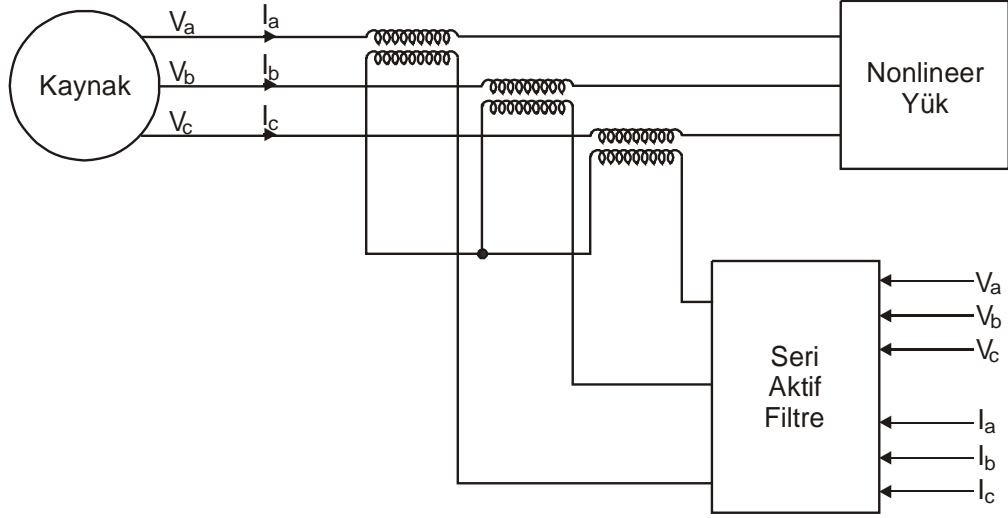 Kaynak
Va
Ia
Vb
Ib
Vc
Ic
Nonlineer
Yük
Seri
Aktif
Filtre
Va
Vb
Vc
Ia
Ib
Ic